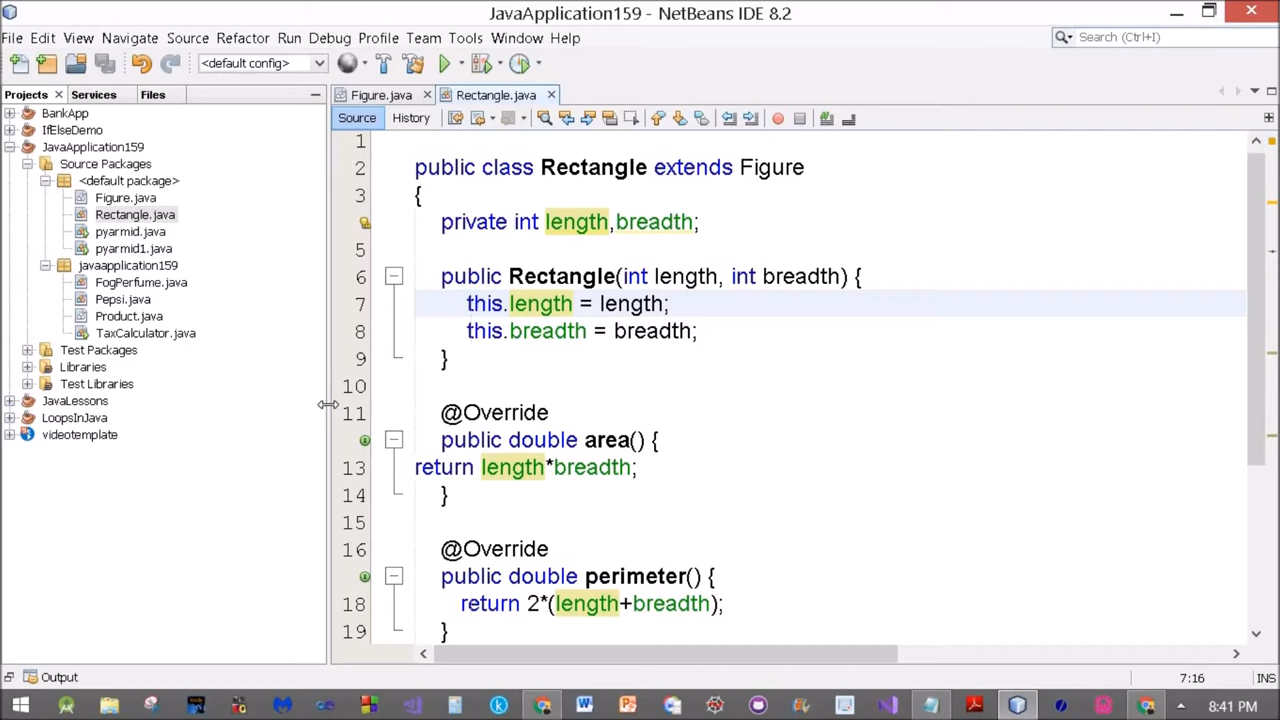 JavaApplication159 - NetBeans IDE 8.2
File Edit View Navigate Source Refactor Run Debug Profile Team Tools Window Help
Search (Ctrl+I)
<default config>
Projects Services Files
Figure.java Rectangle.java
Source History
BankApp
IfElseDemo
JavaApplication159
Source Packages
<default package>
Figure.java
Rectangle.java
pyarmid.java
pyarmid1.java
javaapplication159
FogPerfume.java
Pepsi.java
Product.java
TaxCalculator.java
Test Packages
Libraries
Test Libraries
JavaLessons
LoopsInJava
videotemplate
1
2 public class Rectangle extends Figure
3 {
private int length,breadth;
5
6 public Rectangle(int length, int breadth) {
7 this.length = length;
8 this.breadth = breadth;
9 }
10
11 @Override
public double area() {
13 return length*breadth;
14 }
15
16 @Override
public double perimeter() {
18 return 2*(length+breadth);
19 }
Output
7:16 INS
8:41 PM